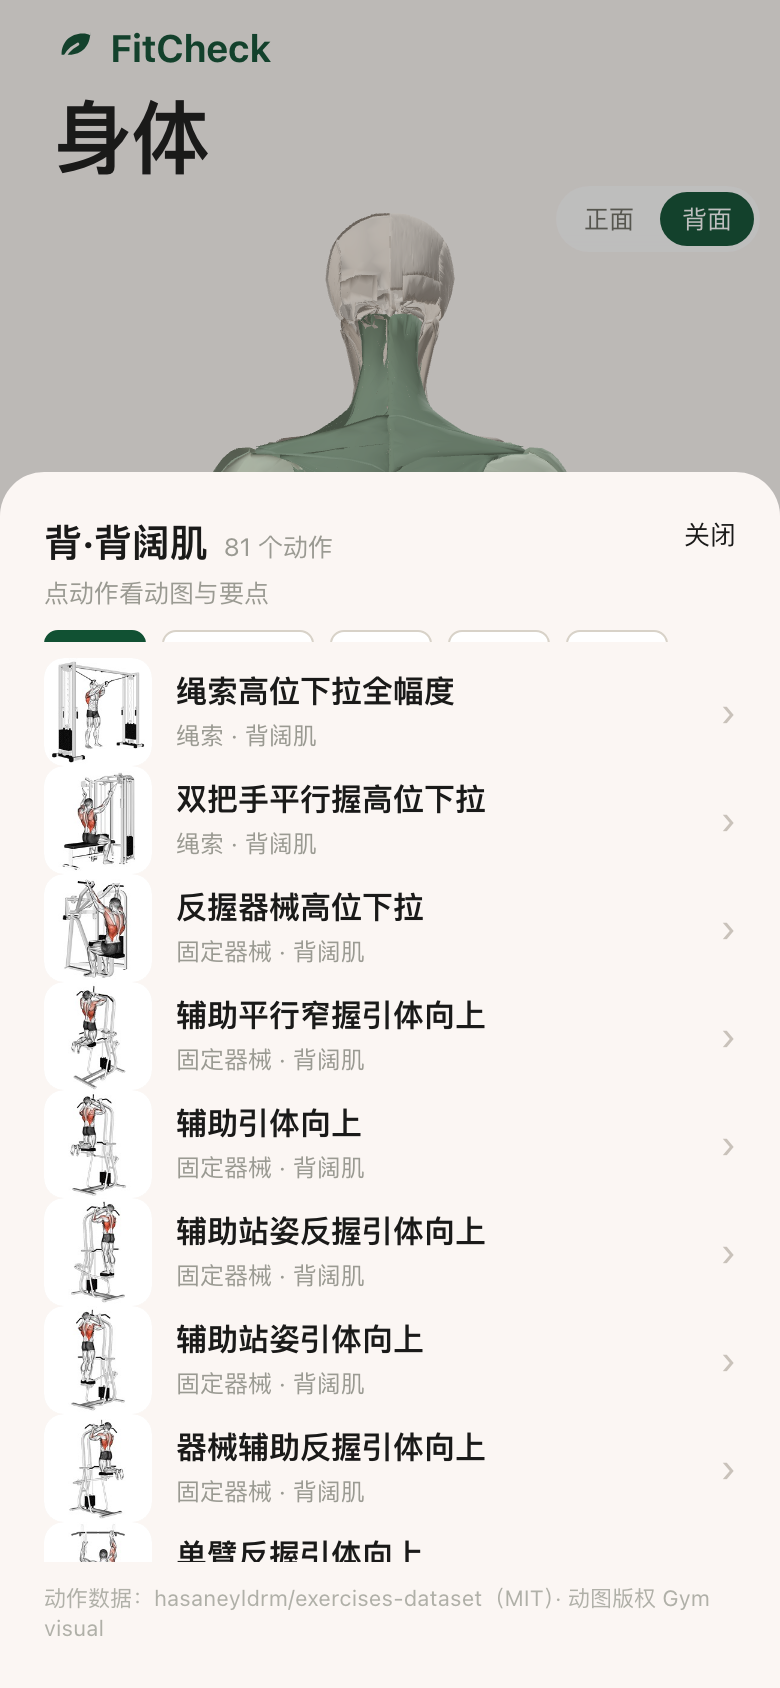 FitCheck
身体
正面
背面
背·背阔肌 81 个动作
关闭
点动作看动图与要点
绳索高位下拉全幅度
绳索 · 背阔肌
双把手平行握高位下拉
绳索 · 背阔肌
反握器械高位下拉
固定器械 · 背阔肌
辅助平行窄握引体向上
固定器械 · 背阔肌
辅助引体向上
固定器械 · 背阔肌
辅助站姿反握引体向上
固定器械 · 背阔肌
辅助站姿引体向上
固定器械 · 背阔肌
器械辅助反握引体向上
固定器械 · 背阔肌
单臂反握引体向上
动作数据：hasaneyldrm/exercises-dataset（MIT）· 动图版权 Gym
visual